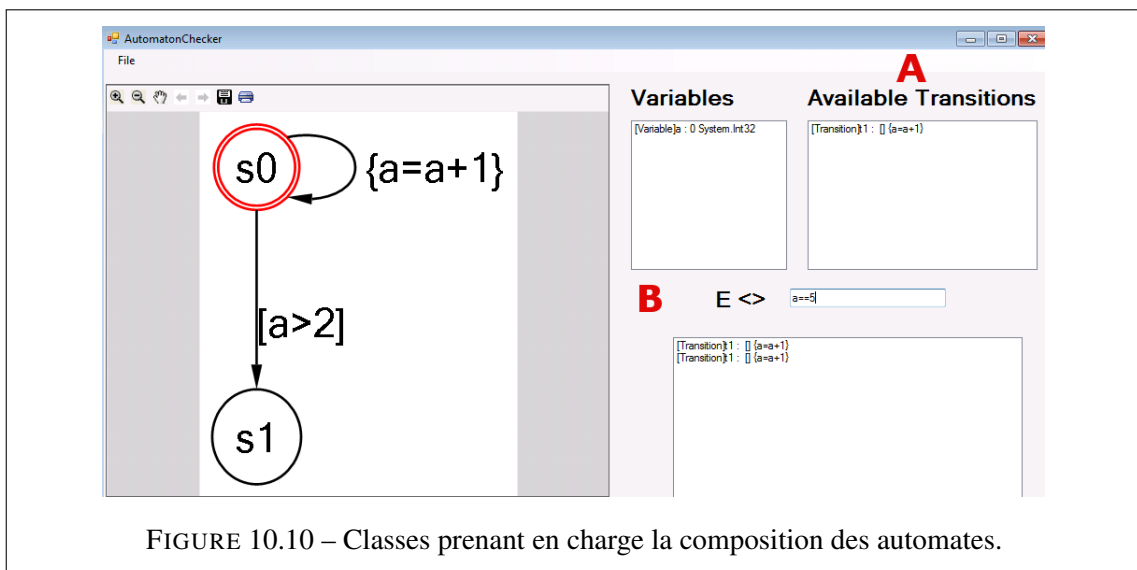 AutomatonChecker
File
A
Variables
Available Transitions
[Variable]a : 0 System.Int32
[Transition]t1 : [] {a=a+1}
s0
{a=a+1}
[a>2]
s1
B
E <>
a==5
[Transition]t1 : [] {a=a+1}
[Transition]t1 : [] {a=a+1}
FIGURE 10.10 – Classes prenant en charge la composition des automates.